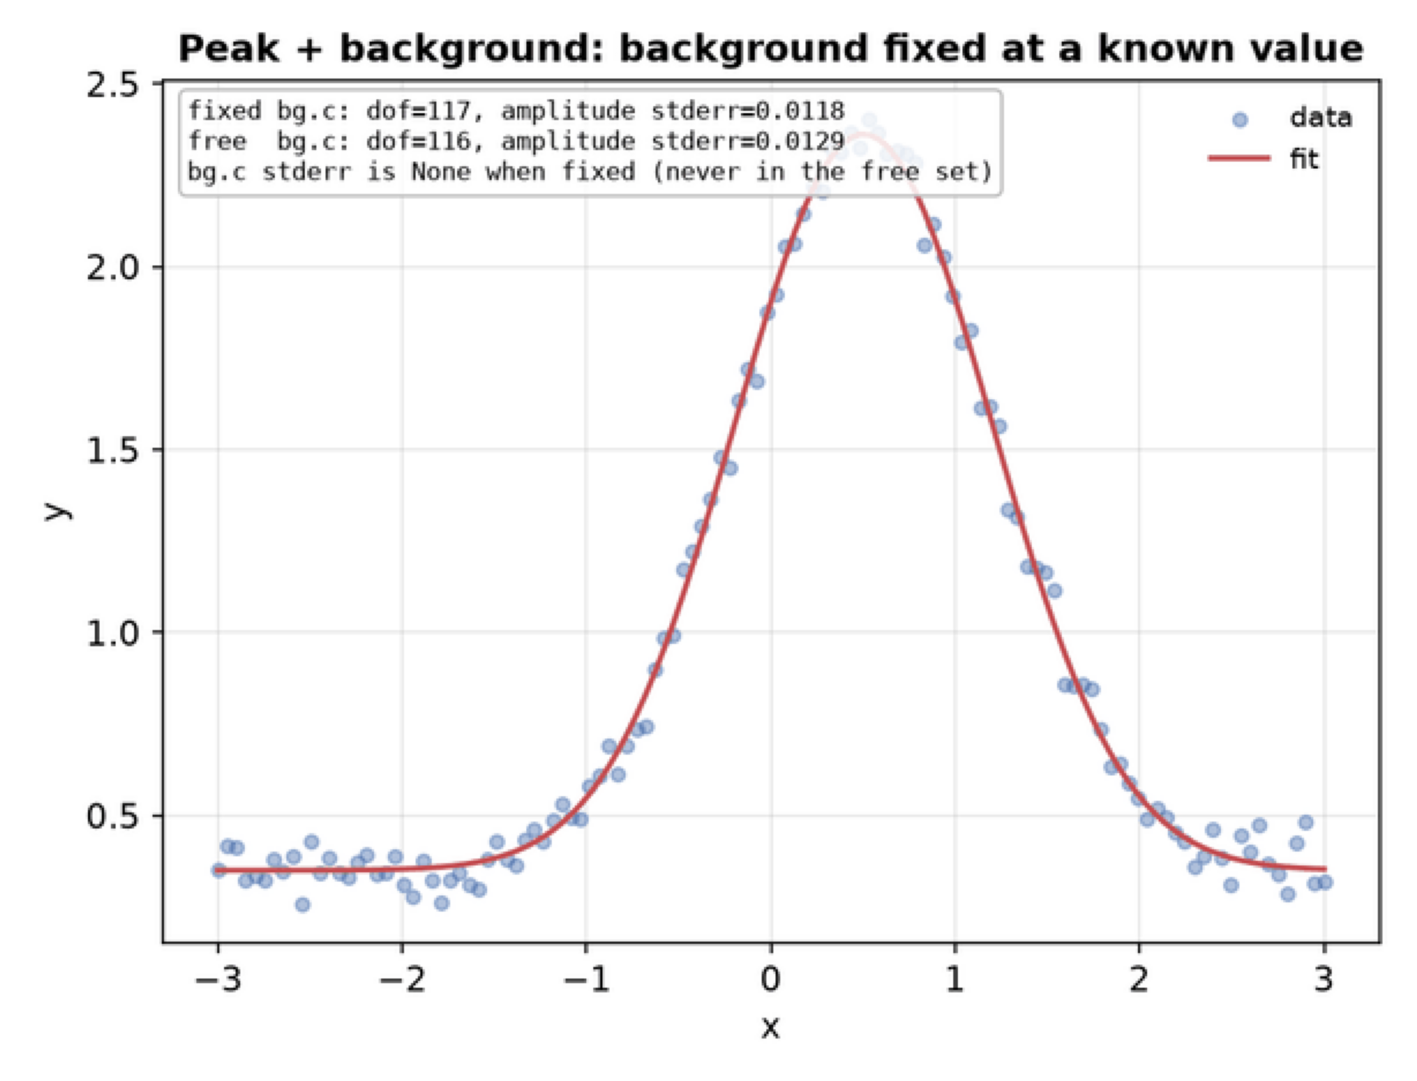 Peak + background: background fixed at a known value
fixed bg.c: dof=117, amplitude stderr=0.0118
free  bg.c: dof=116, amplitude stderr=0.0129
bg.c stderr is None when fixed (never in the free set)
data
fit
2.5
2.0
1.5
1.0
0.5
y
−3
−2
−1
0
1
2
3
x